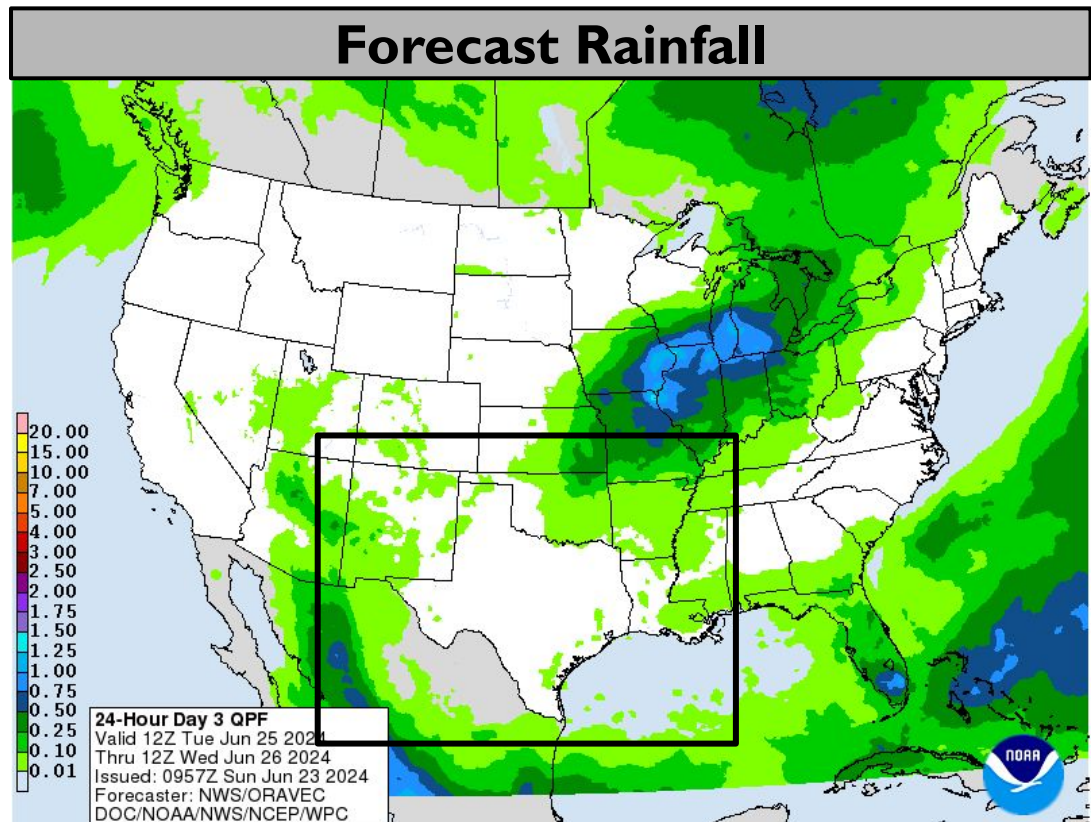 Forecast Rainfall
20.00
15.00
10.00
7.00
5.00
4.00
3.00
2.50
2.00
1.75
1.50
1.25
1.00
0.75
0.50
0.25
0.10
0.01
24-Hour Day 3 QPF
Valid 12Z Tue Jun 25 2024
Thru 12Z Wed Jun 26 2024
Issued: 0957Z Sun Jun 23 2024
Forecaster: NWS/ORAVEC
DOC/NOAA/NWS/NCEP/WPC
NOAA